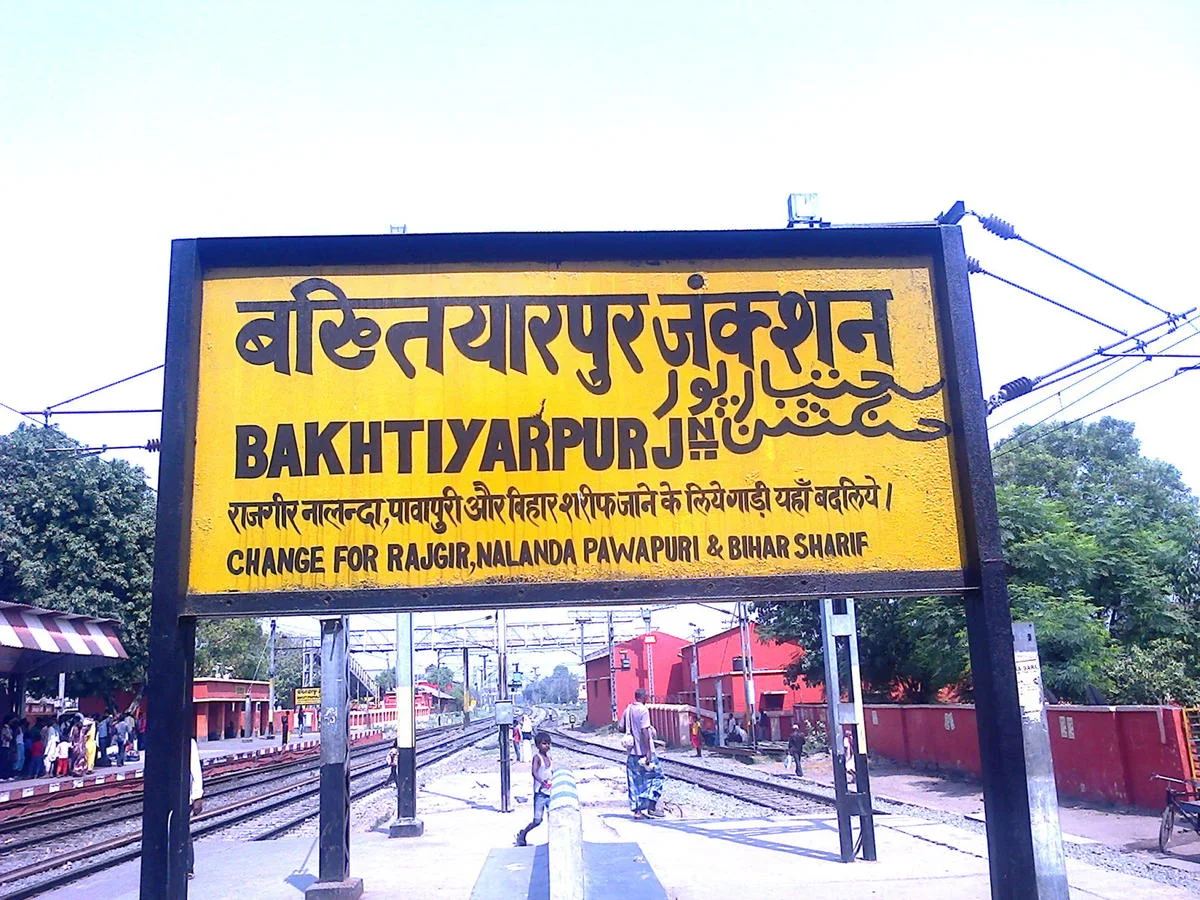 बख्तियारपुर जंक्शन
بختیارپور
جنکشن
BAKHTIYARPUR JN
राजगीर नालन्दा,पावापुरी और बिहार शरीफ जाने के लिये गाड़ी यहाँ बदलिये।
CHANGE FOR RAJGIR,NALANDA PAWAPURI & BIHAR SHARIF